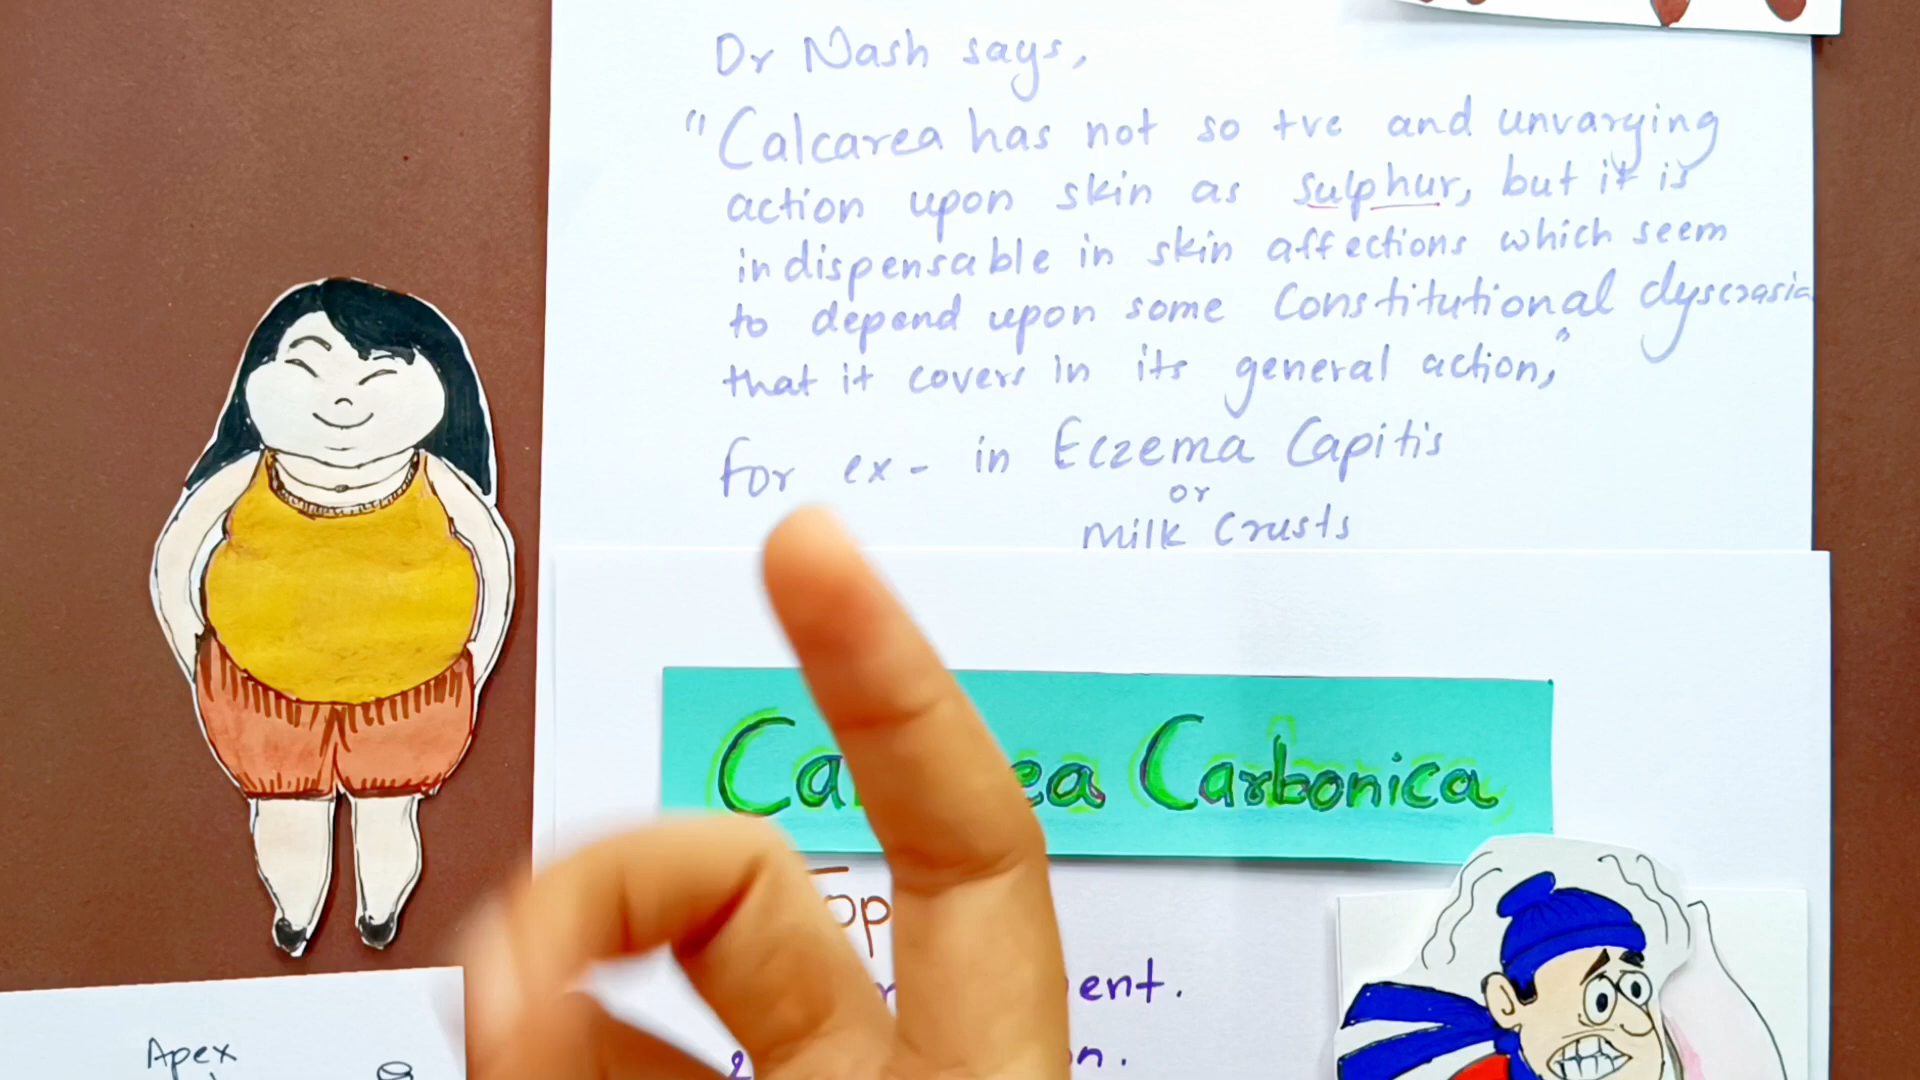 Dr Nash says,
"Calcarea has not so +ve and unvarying
action upon skin as sulphur, but it is
indispensable in skin affections which seem
to depend upon some Constitutional dyscrasia
that it covers in its general action,"
for ex - in Eczema Capitis
or
Milk Crusts
Carbonica
Apex